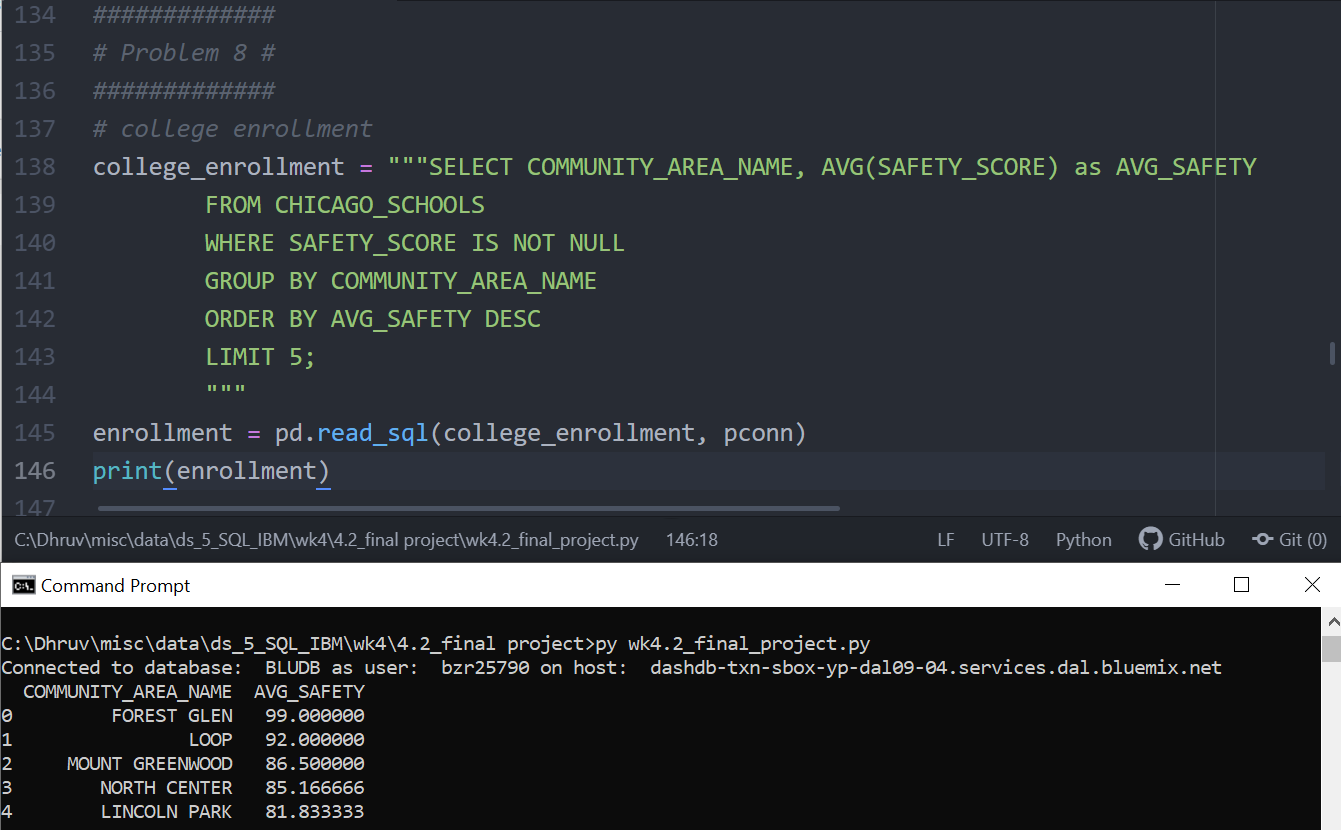 134 #############
135 # Problem 8 #
136 #############
137 # college enrollment
138 college_enrollment = """SELECT COMMUNITY_AREA_NAME, AVG(SAFETY_SCORE) as AVG_SAFETY
139 FROM CHICAGO_SCHOOLS
140 WHERE SAFETY_SCORE IS NOT NULL
141 GROUP BY COMMUNITY_AREA_NAME
142 ORDER BY AVG_SAFETY DESC
143 LIMIT 5;
144 """
145 enrollment = pd.read_sql(college_enrollment, pconn)
146 print(enrollment)
147
C:\Dhruv\misc\data\ds_5_SQL_IBM\wk4\4.2_final project\wk4.2_final_project.py 146:18 LF UTF-8 Python GitHub Git (0)
C:\. Command Prompt
C:\Dhruv\misc\data\ds_5_SQL_IBM\wk4\4.2_final project>py wk4.2_final_project.py
Connected to database: BLUDB as user: bzr25790 on host: dashdb-txn-sbox-yp-dal09-04.services.dal.bluemix.net
COMMUNITY_AREA_NAME AVG_SAFETY
0 FOREST GLEN 99.000000
1 LOOP 92.000000
2 MOUNT GREENWOOD 86.500000
3 NORTH CENTER 85.166666
4 LINCOLN PARK 81.833333